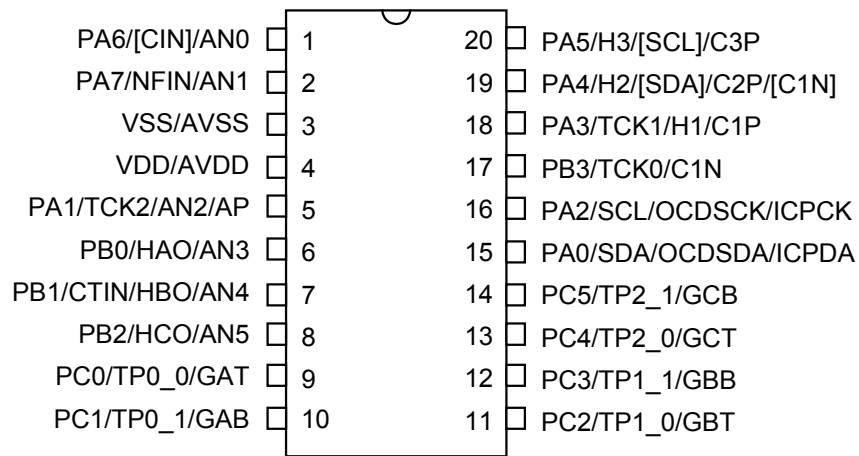 PA6/[CIN]/AN0 1 20 PA5/H3/[SCL]/C3P
PA7/NFIN/AN1 2 19 PA4/H2/[SDA]/C2P/[C1N]
VSS/AVSS 3 18 PA3/TCK1/H1/C1P
VDD/AVDD 4 17 PB3/TCK0/C1N
PA1/TCK2/AN2/AP 5 16 PA2/SCL/OCDSCK/ICPCK
PB0/HAO/AN3 6 15 PA0/SDA/OCDSDA/ICPDA
PB1/CTIN/HBO/AN4 7 14 PC5/TP2_1/GCB
PB2/HCO/AN5 8 13 PC4/TP2_0/GCT
PC0/TP0_0/GAT 9 12 PC3/TP1_1/GBB
PC1/TP0_1/GAB 10 11 PC2/TP1_0/GBT